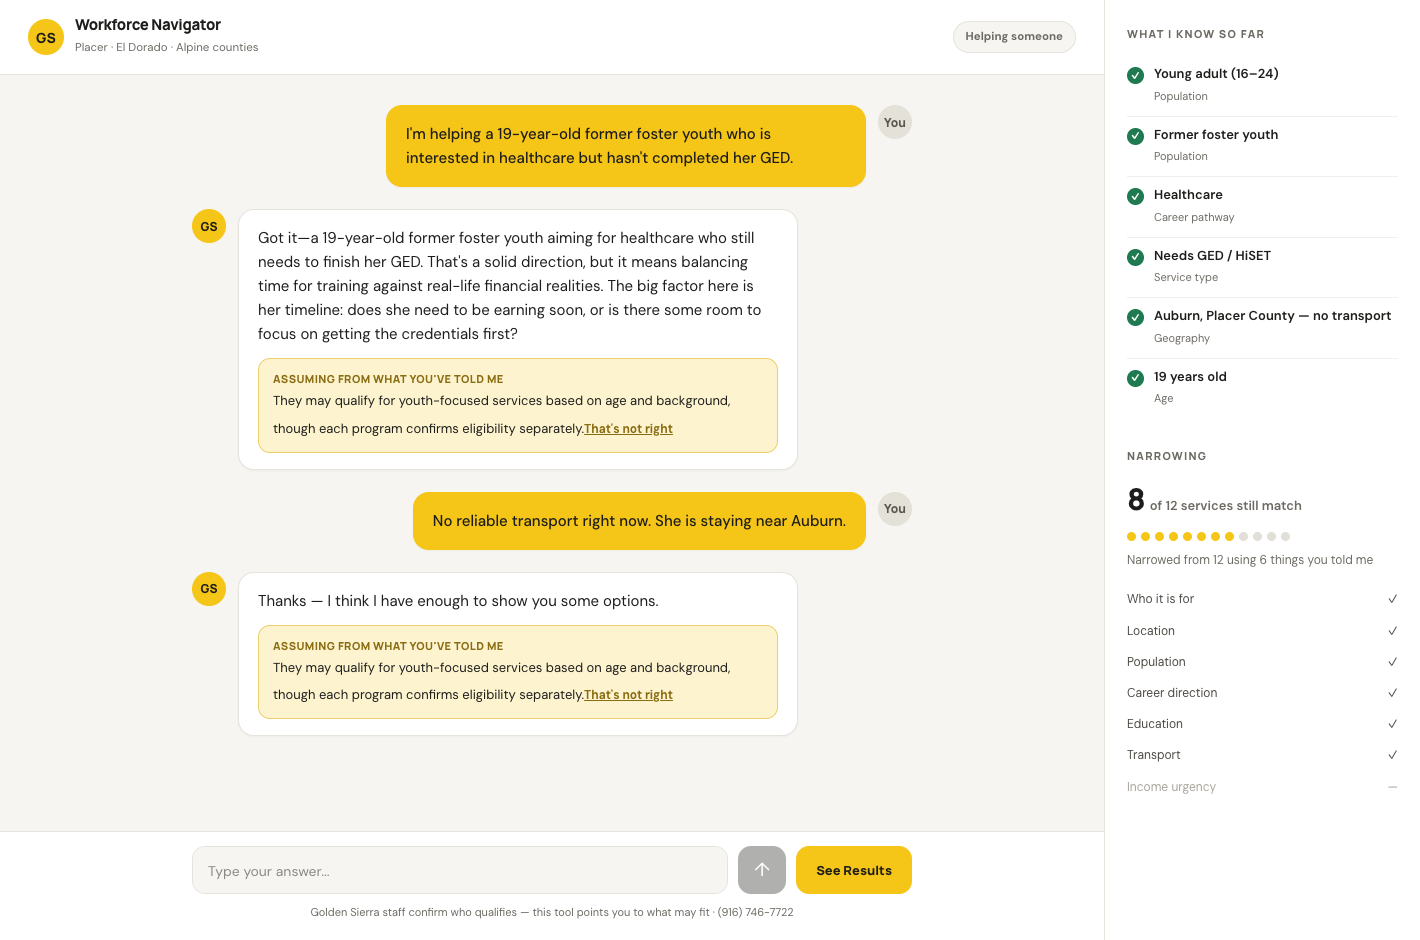 GS
Workforce Navigator
Placer · El Dorado · Alpine counties
Helping someone
I'm helping a 19-year-old former foster youth who is
interested in healthcare but hasn't completed her GED.
You
GS
Got it—a 19-year-old former foster youth aiming for healthcare who still
needs to finish her GED. That's a solid direction, but it means balancing
time for training against real-life financial realities. The big factor here is
her timeline: does she need to be earning soon, or is there some room to
focus on getting the credentials first?
ASSUMING FROM WHAT YOU'VE TOLD ME
They may qualify for youth-focused services based on age and background,
though each program confirms eligibility separately.That's not right
No reliable transport right now. She is staying near Auburn.
You
GS
Thanks — I think I have enough to show you some options.
ASSUMING FROM WHAT YOU'VE TOLD ME
They may qualify for youth-focused services based on age and background,
though each program confirms eligibility separately.That's not right
Type your answer...
See Results
Golden Sierra staff confirm who qualifies — this tool points you to what may fit · (916) 746-7722
WHAT I KNOW SO FAR
Young adult (16–24)
Population
Former foster youth
Population
Healthcare
Career pathway
Needs GED / HiSET
Service type
Auburn, Placer County — no transport
Geography
19 years old
Age
NARROWING
8 of 12 services still match
Narrowed from 12 using 6 things you told me
Who it is for ✓
Location ✓
Population ✓
Career direction ✓
Education ✓
Transport ✓
Income urgency —